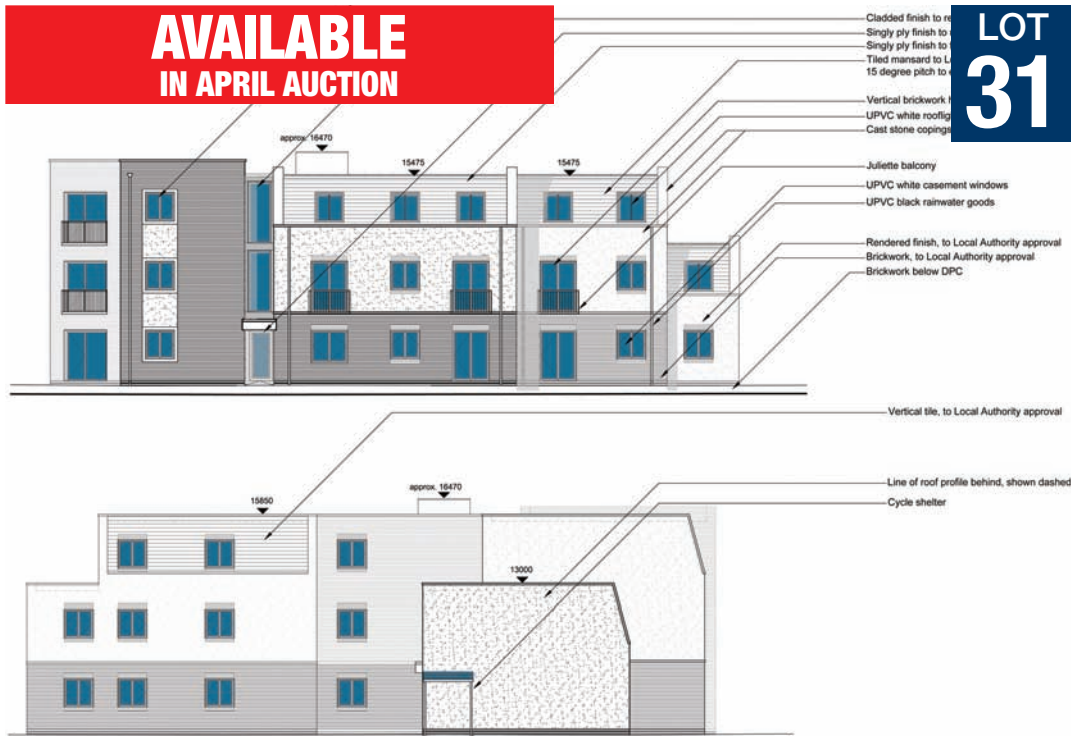 AVAILABLE
IN APRIL AUCTION
LOT
31
Cladded finish to
Singly ply finish to
Singly ply finish to
Tiled mansard to
15 degree pitch to
Vertical brickwork
UPVC white
Cast stone copings
Juliette balcony
UPVC white casement windows
UPVC black rainwater goods
Rendered finish, to Local Authority approval
Brickwork, to Local Authority approval
Brickwork below DPC
approx. 16470
15475
15475
Vertical tile, to Local Authority approval
Line of roof profile behind, shown dashed
Cycle shelter
approx. 16470
15850
13000